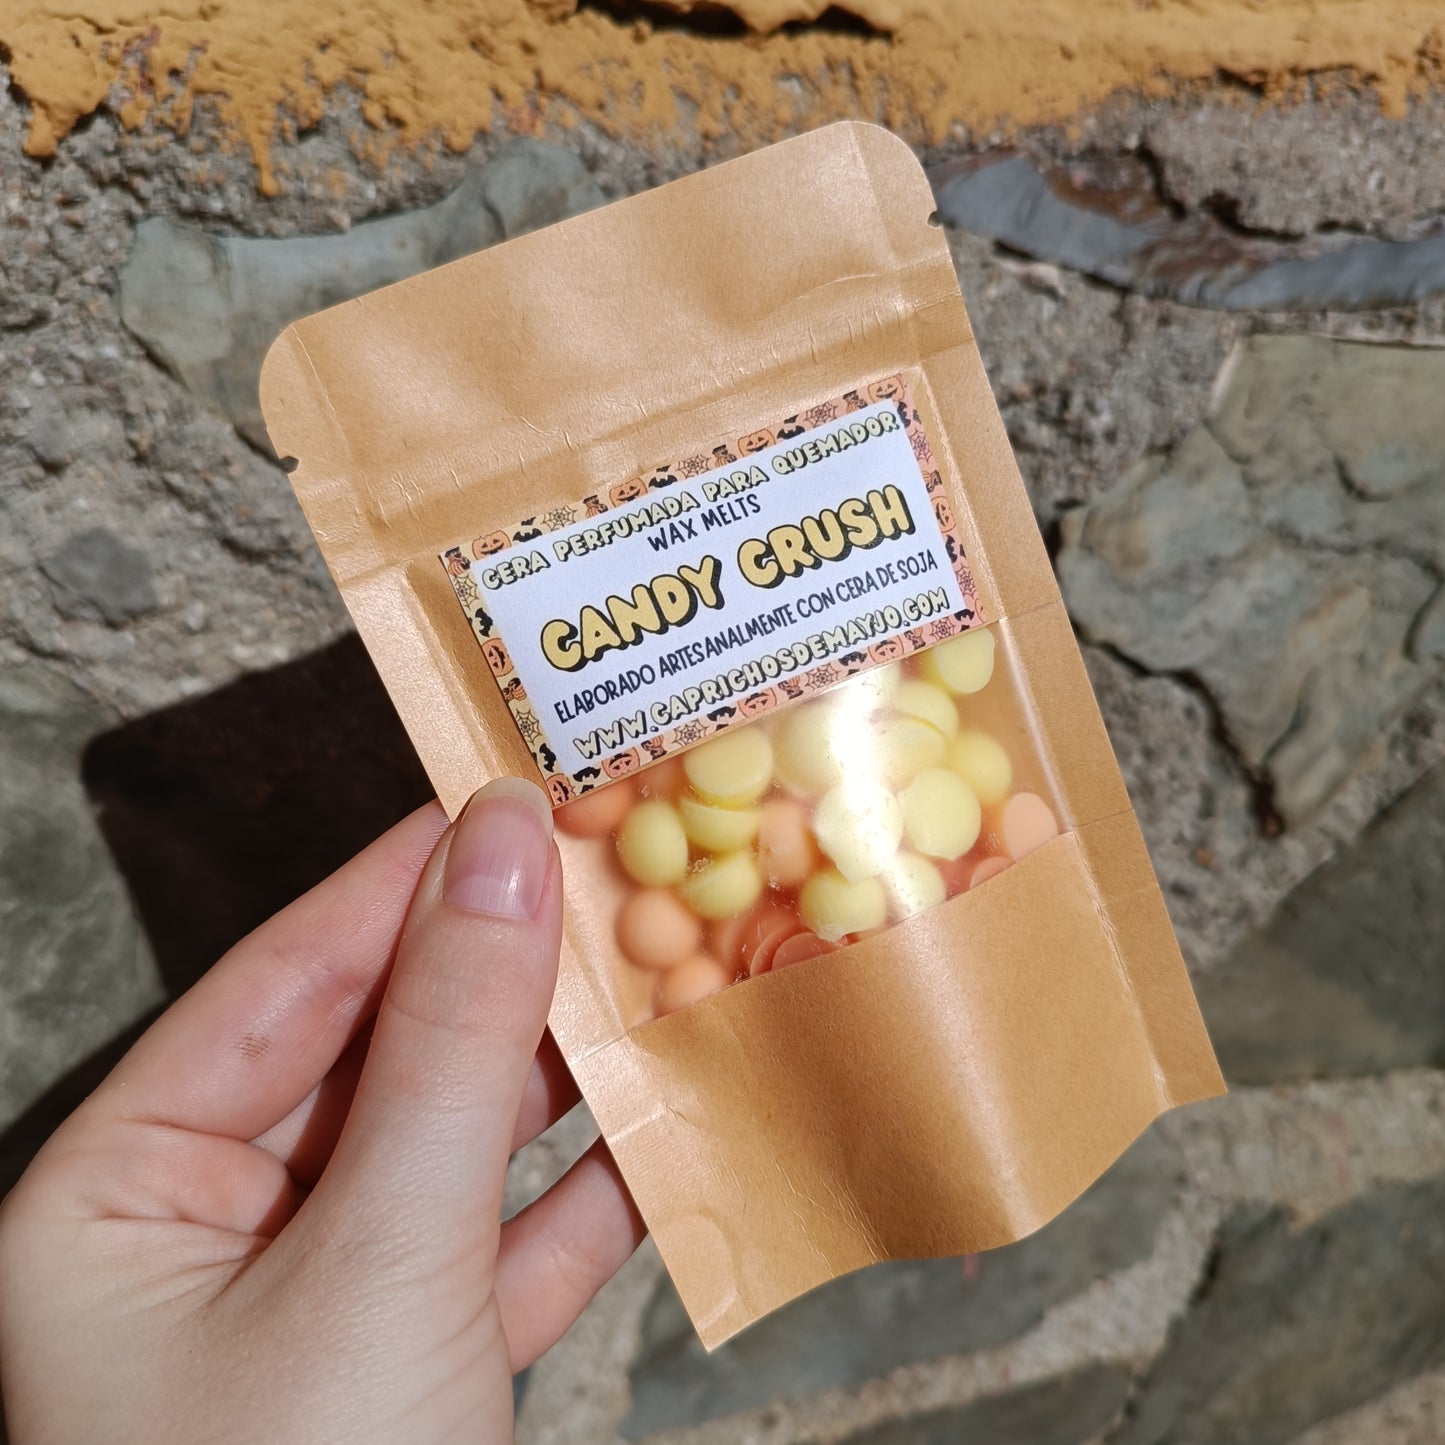 CERA PERFUMADA PARA QUEMADOR
WAX MELTS
CANDY CRUSH
ELABORADO ARTESANALMENTE CON CERA DE SOJA
WWW.CAPRICHOSDEMAYJO.COM